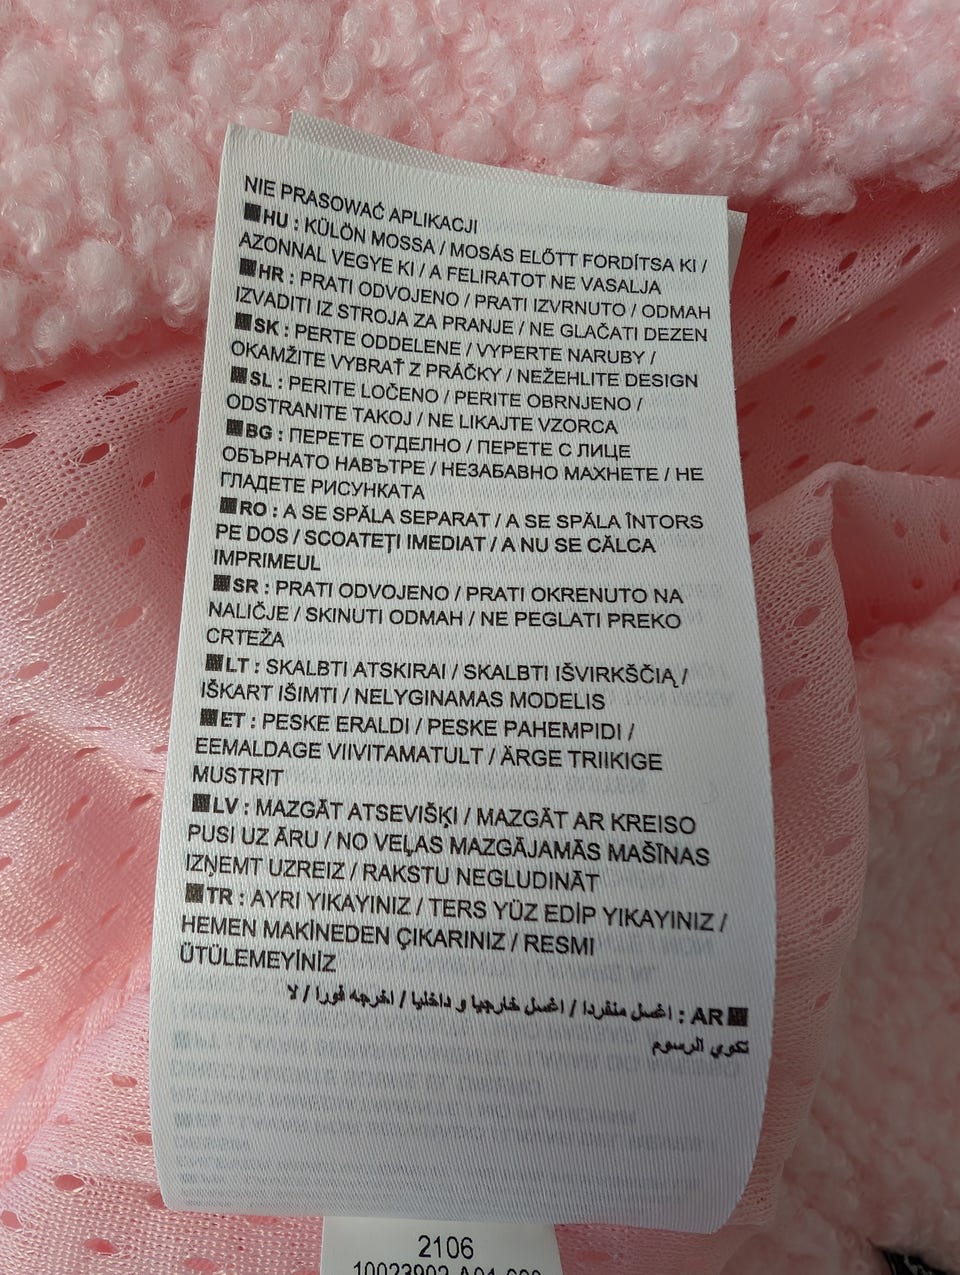 NIE PRASOWAĆ APLIKACJI
HU : KÜLÖN MOSSA / MOSÁS ELŐTT FORDÍTSA KI /
AZONNAL VEGYE KI / A FELIRATOT NE VASALJA
HR : PRATI ODVOJENO / PRATI IZVRNUTO / ODMAH
IZVADITI IZ STROJA ZA PRANJE / NE GLAČATI DEZEN
SK : PERTE ODDELENE / VYPERTE NARUBY /
OKAMŽITE VYBRAŤ Z PRÁČKY / NEŽEHLITE DESIGN
SL : PERITE LOČENO / PERITE OBRNJENO /
ODSTRANITE TAKOJ / NE LIKAJTE VZORCA
BG : ПЕРЕТЕ ОТДЕЛНО / ПЕРЕТЕ С ЛИЦЕ
ОБЪРНАТО НАВЪТРЕ / НЕЗАБАВНО МАХНЕТЕ / НЕ
ГЛАДЕТЕ РИСУНКАТА
RO : A SE SPĂLA SEPARAT / A SE SPĂLA ÎNTORS
PE DOS / SCOATEȚI IMEDIAT / A NU SE CĂLCA
IMPRIMEUL
SR : PRATI ODVOJENO / PRATI OKRENUTO NA
NALIČJE / SKINUTI ODMAH / NE PEGLATI PREKO
CRTEŽA
LT : SKALBTI ATSKIRAI / SKALBTI IŠVIRKŠČIĄ /
IŠKART IŠIMTI / NELYGINAMAS MODELIS
ET : PESKE ERALDI / PESKE PAHEMPIDI /
EEMALDAGE VIIVITAMATULT / ÄRGE TRIIKIGE
MUSTRIT
LV : MAZGĀT ATSEVIŠĶI / MAZGĀT AR KREISO
PUSI UZ ĀRU / NO VEĻAS MAZGĀJAMĀS MAŠĪNAS
IZŅEMT UZREIZ / RAKSTU NEGLUDINĀT
TR : AYRI YIKAYINIZ / TERS YÜZ EDİP YIKAYINIZ /
HEMEN MAKİNEDEN ÇIKARINIZ / RESMI
ÜTÜLEMEYİNİZ
AR : اغسل منفردا / اغسل خارجيا و داخليا / اخرجه فورا / لا
تكوي الرسوم
2106
10023902